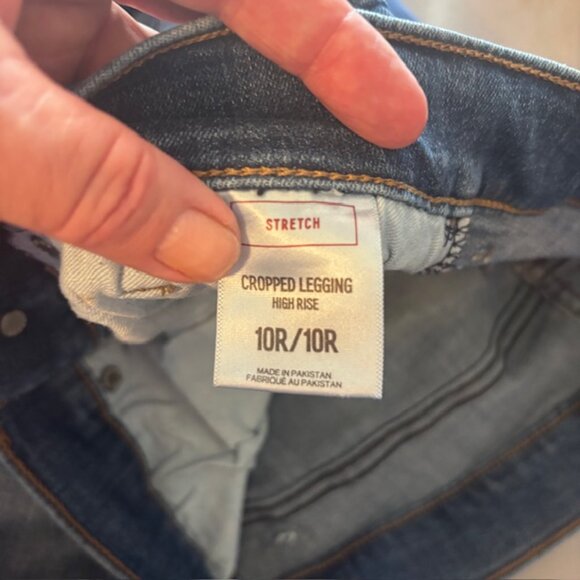 STRETCH
CROPPED LEGGING
HIGH RISE
10R/10R
MADE IN PAKISTAN
FABRIQUÉ AU PAKISTAN